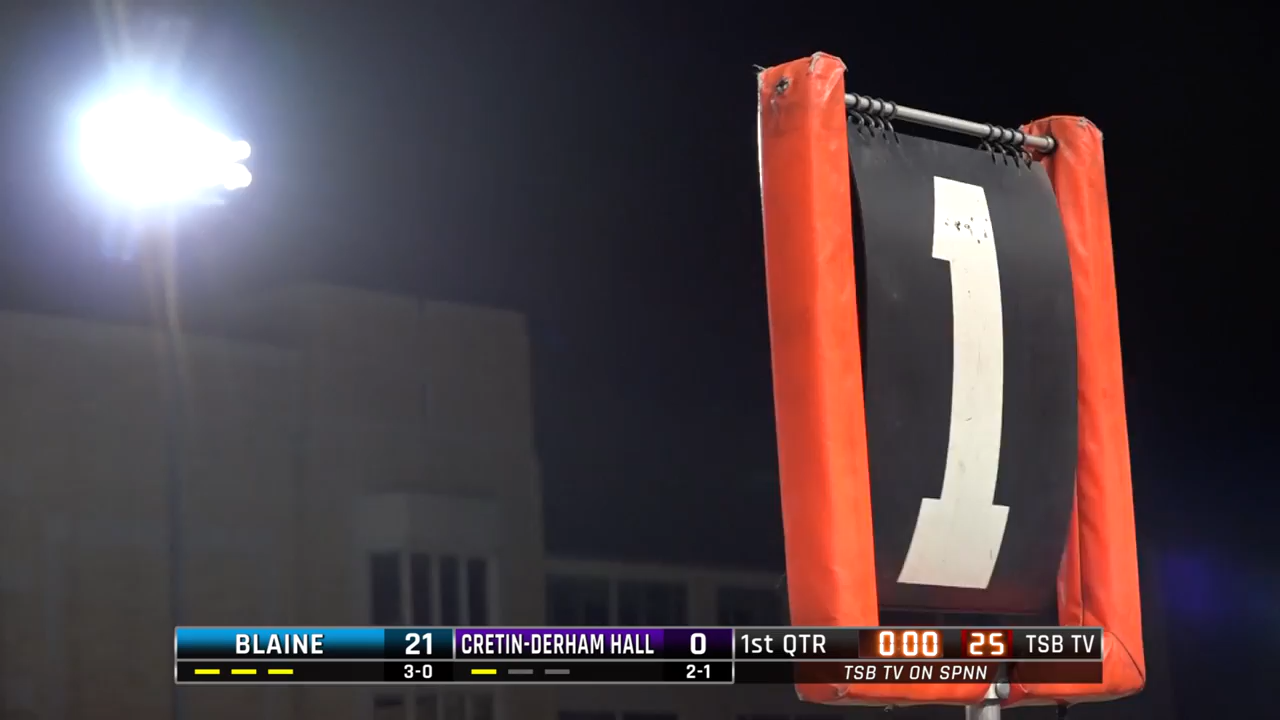 1
BLAINE 21 CRETIN-DERHAM HALL 0 1st QTR 0:00 25 TSB TV
3-0 2-1 TSB TV ON SPNN